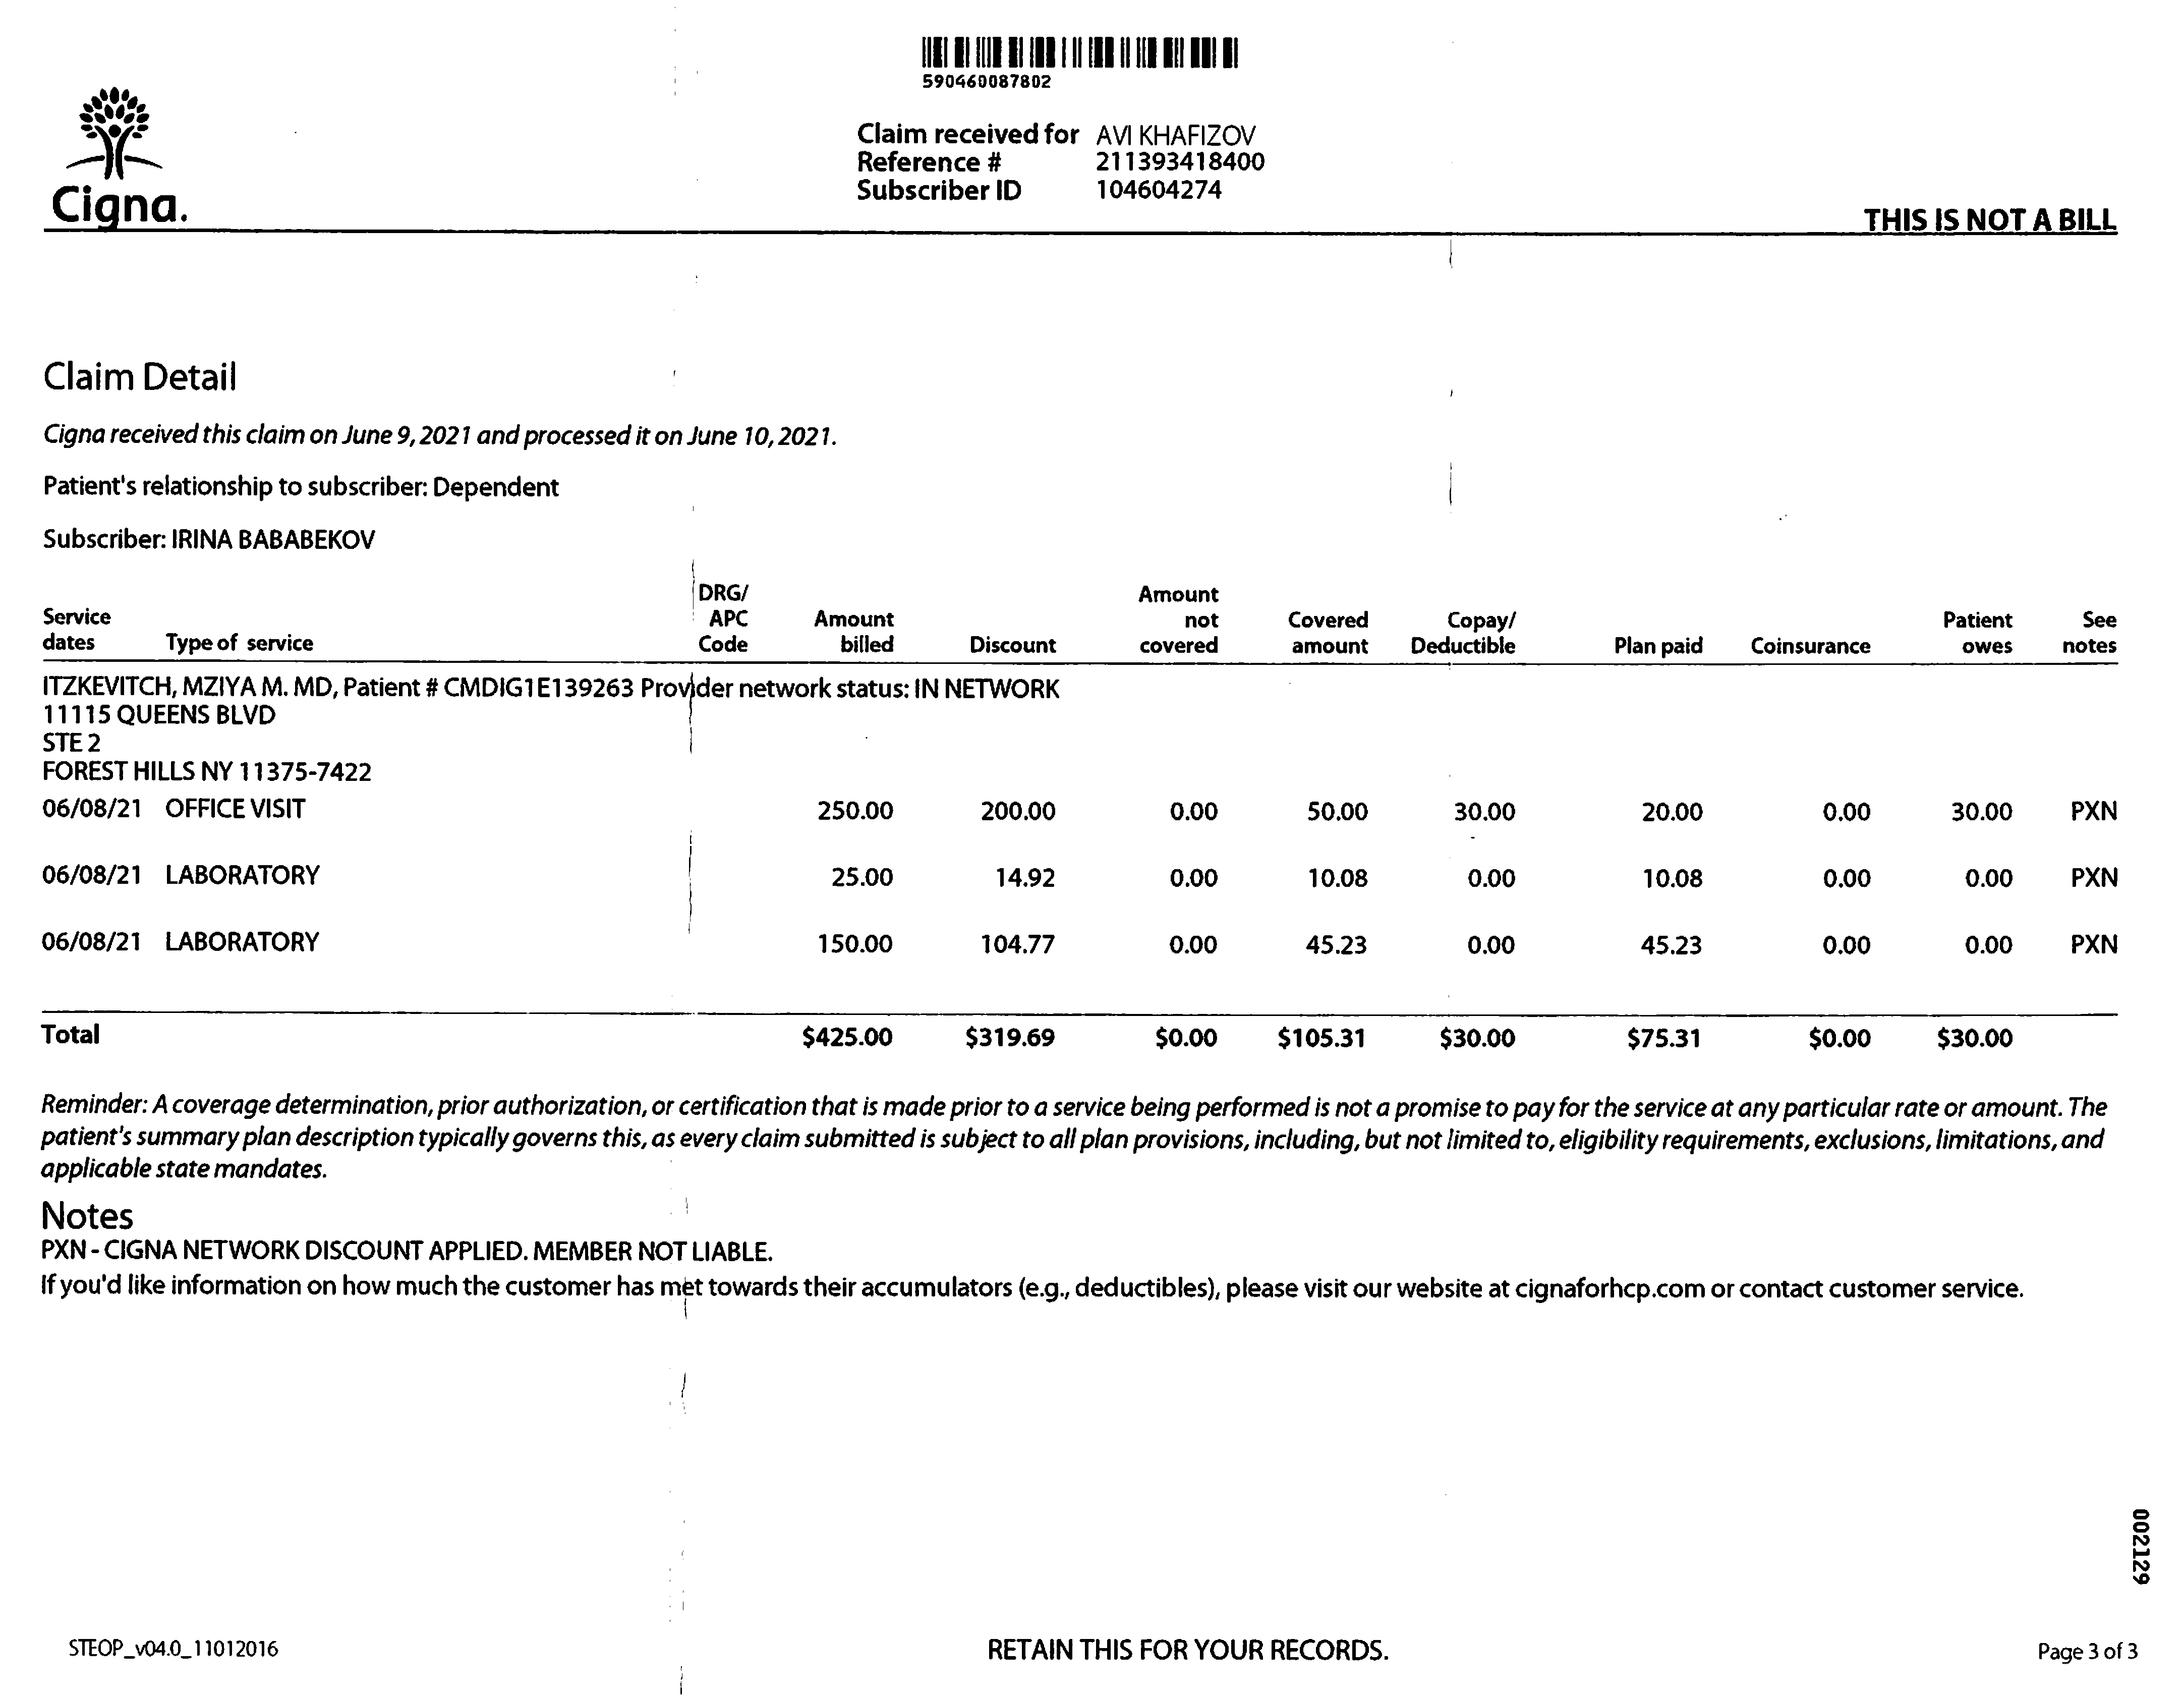 590460087802
Cigna.
Claim received for AVI KHAFIZOV
Reference # 211393418400
Subscriber ID 104604274
THIS IS NOT A BILL
Claim Detail
Cigna received this claim on June 9, 2021 and processed it on June 10, 2021.
Patient's relationship to subscriber: Dependent
Subscriber: IRINA BABABEKOV
Service dates Type of service DRG/ APC Code Amount billed Discount Amount not covered Covered amount Copay/ Deductible Plan paid Coinsurance Patient owes See notes
ITZKEVITCH, MZIYA M. MD, Patient # CMDIG1E139263 Provider network status: IN NETWORK
11115 QUEENS BLVD
STE 2
FOREST HILLS NY 11375-7422
06/08/21 OFFICE VISIT 250.00 200.00 0.00 50.00 30.00 20.00 0.00 30.00 PXN
06/08/21 LABORATORY 25.00 14.92 0.00 10.08 0.00 10.08 0.00 0.00 PXN
06/08/21 LABORATORY 150.00 104.77 0.00 45.23 0.00 45.23 0.00 0.00 PXN
Total $425.00 $319.69 $0.00 $105.31 $30.00 $75.31 $0.00 $30.00
Reminder: A coverage determination, prior authorization, or certification that is made prior to a service being performed is not a promise to pay for the service at any particular rate or amount. The
patient's summary plan description typically governs this, as every claim submitted is subject to all plan provisions, including, but not limited to, eligibility requirements, exclusions, limitations, and
applicable state mandates.
Notes
PXN - CIGNA NETWORK DISCOUNT APPLIED. MEMBER NOT LIABLE.
If you'd like information on how much the customer has met towards their accumulators (e.g., deductibles), please visit our website at cignaforhcp.com or contact customer service.
002129
STEOP_v04.0_11012016
RETAIN THIS FOR YOUR RECORDS.
Page 3 of 3